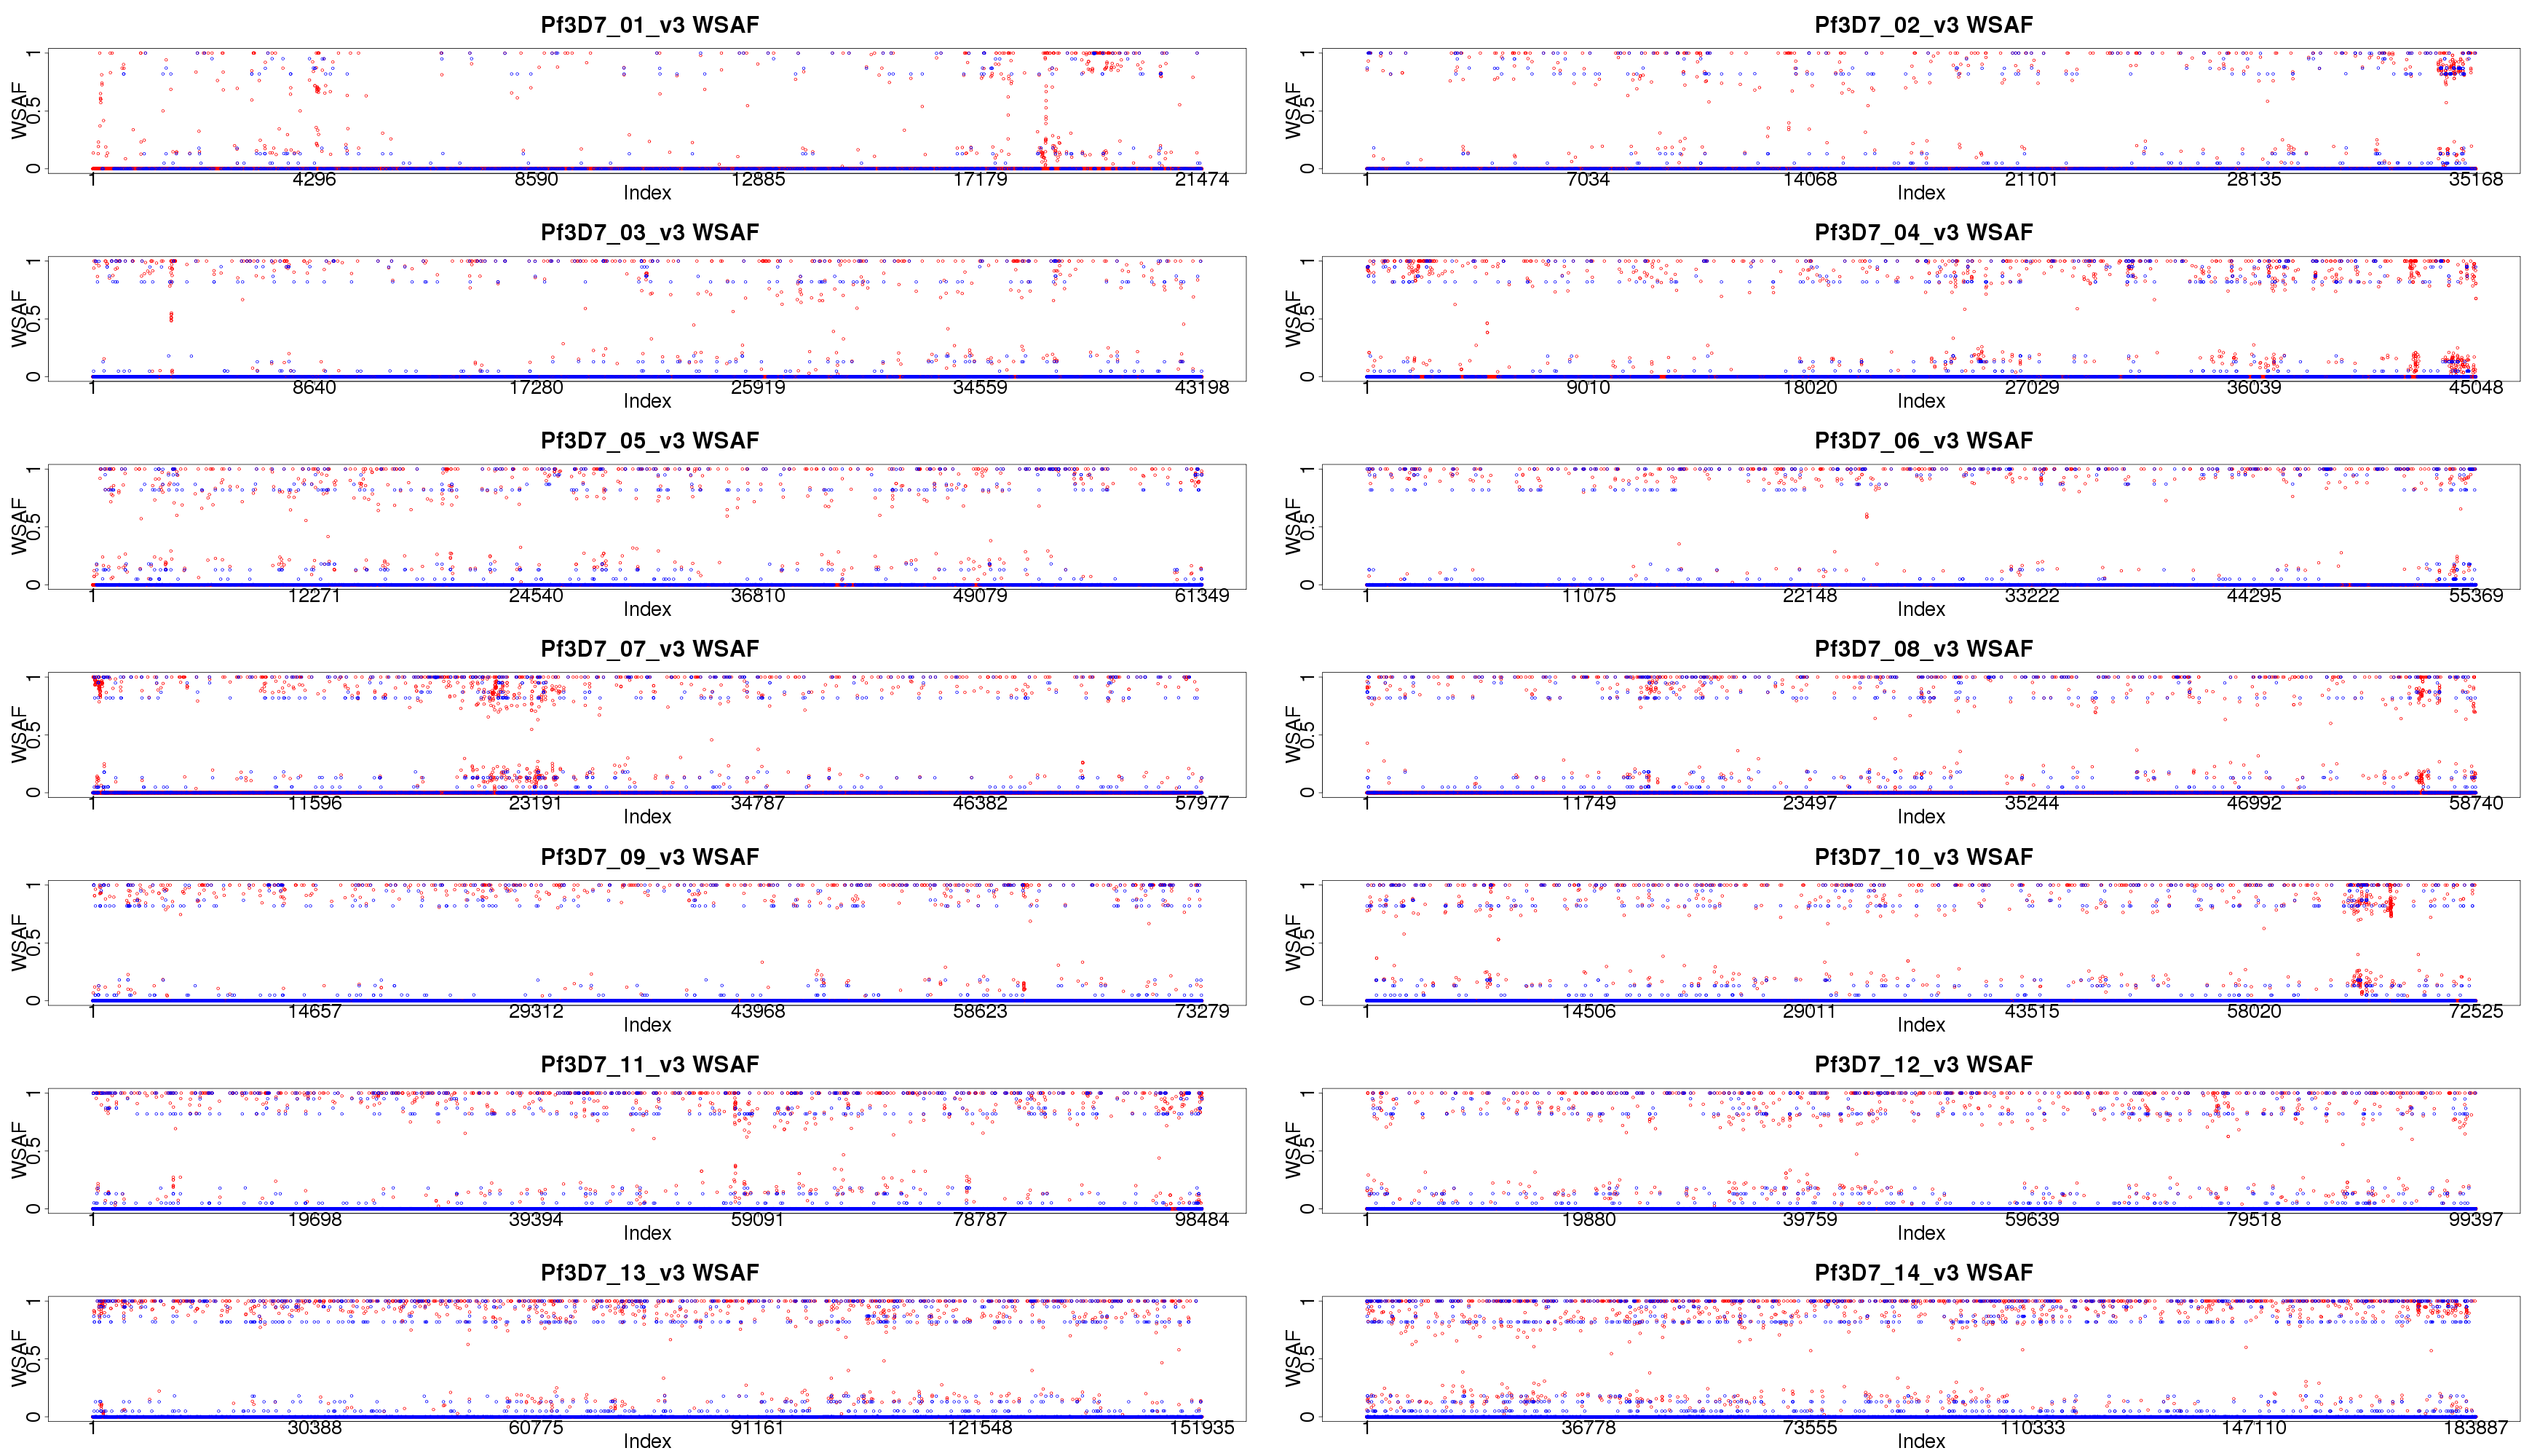 Pf3D7_01_v3 WSAF
WSAF
0 0.5 1
1 4296 8590 12885 17179 21474
Index
Pf3D7_02_v3 WSAF
WSAF
0 0.5 1
1 7034 14068 21101 28135 35168
Index
Pf3D7_03_v3 WSAF
WSAF
0 0.5 1
1 8640 17280 25919 34559 43198
Index
Pf3D7_04_v3 WSAF
WSAF
0 0.5 1
1 9010 18020 27029 36039 45048
Index
Pf3D7_05_v3 WSAF
WSAF
0 0.5 1
1 12271 24540 36810 49079 61349
Index
Pf3D7_06_v3 WSAF
WSAF
0 0.5 1
1 11075 22148 33222 44295 55369
Index
Pf3D7_07_v3 WSAF
WSAF
0 0.5 1
1 11596 23191 34787 46382 57977
Index
Pf3D7_08_v3 WSAF
WSAF
0 0.5 1
1 11749 23497 35244 46992 58740
Index
Pf3D7_09_v3 WSAF
WSAF
0 0.5 1
1 14657 29312 43968 58623 73279
Index
Pf3D7_10_v3 WSAF
WSAF
0 0.5 1
1 14506 29011 43515 58020 72525
Index
Pf3D7_11_v3 WSAF
WSAF
0 0.5 1
1 19698 39394 59091 78787 98484
Index
Pf3D7_12_v3 WSAF
WSAF
0 0.5 1
1 19880 39759 59639 79518 99397
Index
Pf3D7_13_v3 WSAF
WSAF
0 0.5 1
1 30388 60775 91161 121548 151935
Index
Pf3D7_14_v3 WSAF
WSAF
0 0.5 1
1 36778 73555 110333 147110 183887
Index